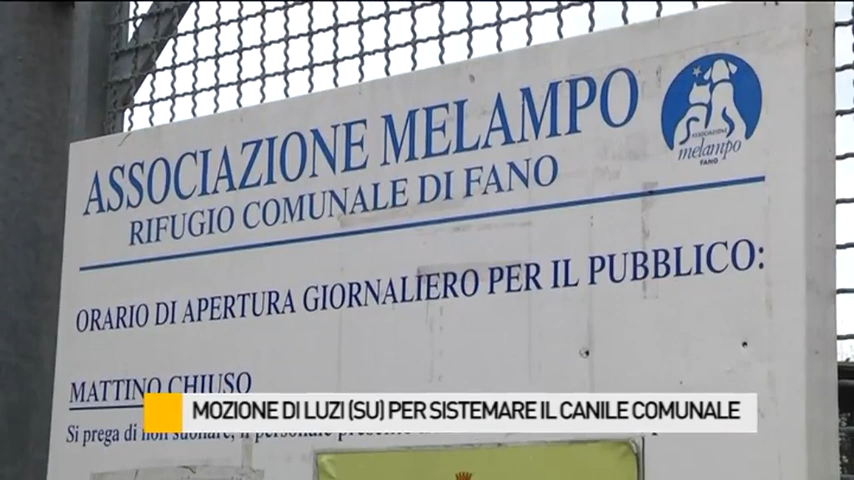 ASSOCIAZIONE MELAMPO
RIFUGIO COMUNALE DI FANO
ASSOCIAZIONE
melampo
FANO
ORARIO DI APERTURA GIORNALIERO PER IL PUBBLICO:
MATTINO CHIUSO
Si prega di non suonare, il personale
MOZIONE DI LUZI (SU) PER SISTEMARE IL CANILE COMUNALE